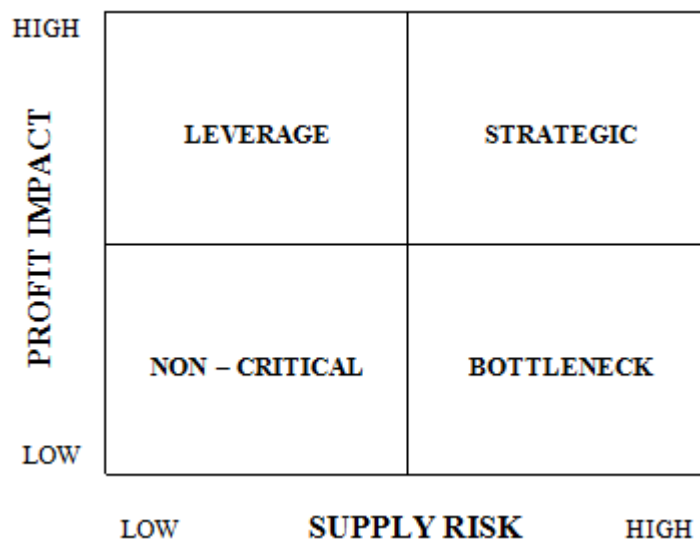 HIGH
LEVERAGE
STRATEGIC
PROFIT IMPACT
NON – CRITICAL
BOTTLENECK
LOW
LOW
SUPPLY RISK
HIGH